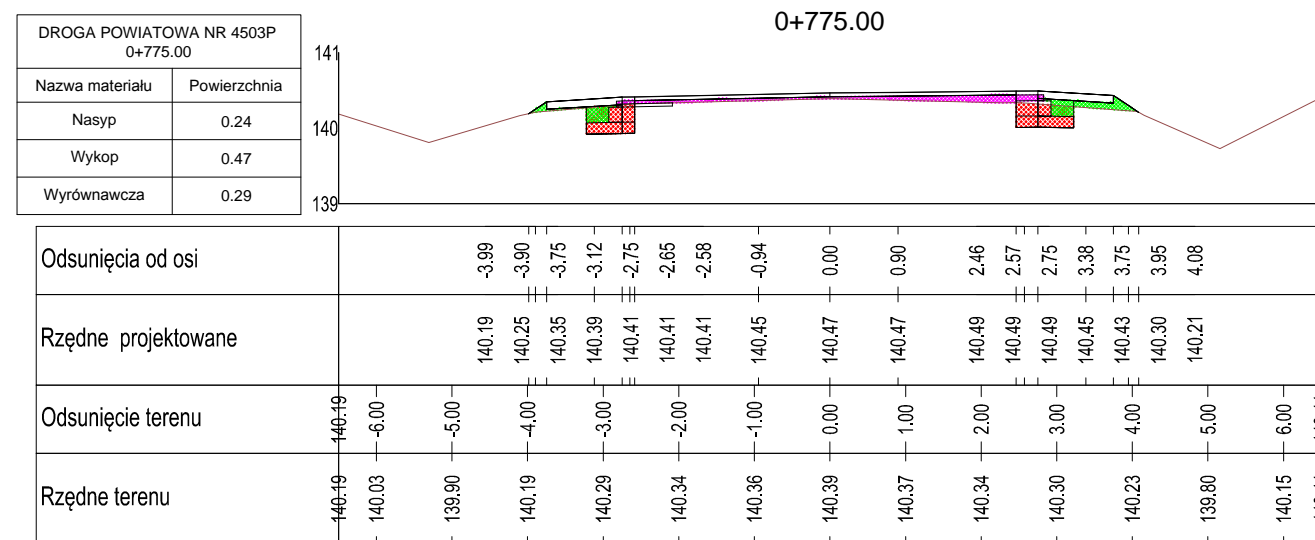 0+775.00
DROGA POWIATOWA NR 4503P
0+775.00
Nazwa materiału Powierzchnia
Nasyp 0.24
Wykop 0.47
Wyrównawcza 0.29
141
140
139
Odsunięcia od osi -3.99 -3.90 -3.75 -3.12 -2.75 -2.65 -2.58 -0.94 0.00 0.90 2.46 2.57 2.75 3.38 3.75 3.95 4.08
Rzędne projektowane 140.19 140.25 140.35 140.39 140.41 140.41 140.41 140.45 140.47 140.47 140.49 140.49 140.49 140.45 140.43 140.30 140.21
Odsunięcie terenu 140.19 -6.00 -5.00 -4.00 -3.00 -2.00 -1.00 0.00 1.00 2.00 3.00 4.00 5.00 6.00
Rzędne terenu 140.19 140.03 139.90 140.19 140.29 140.34 140.36 140.39 140.37 140.34 140.30 140.23 139.80 140.15